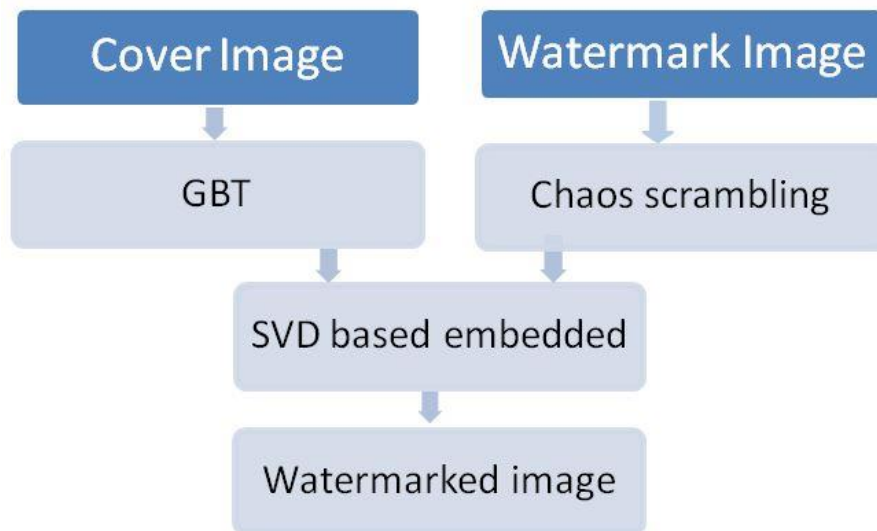 Cover Image
Watermark Image
GBT
Chaos scrambling
SVD based embedded
Watermarked image